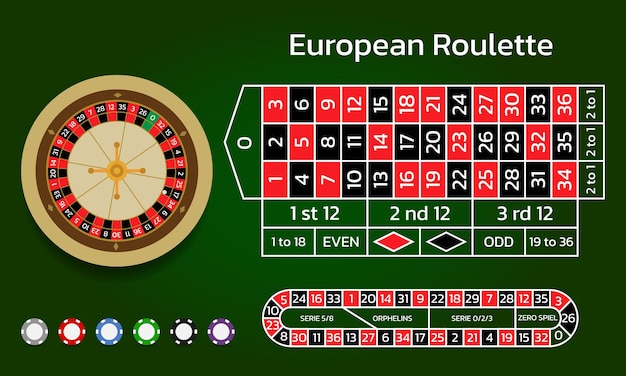 European Roulette
3 6 9 12 15 18 21 24 27 30 33 36 2 to 1
0 2 5 8 11 14 17 20 23 26 29 32 35 2 to 1
1 4 7 10 13 16 19 22 25 28 31 34 2 to 1
1 st 12 2 nd 12 3 rd 12
1 to 18 EVEN ODD 19 to 36
5 24 16 33 1 20 14 31 9 22 18 29 7 28 12 35 3
10 SERIE 5/8 ORPHELINS SERIE 0/2/3 ZERO SPIEL 26
23 8 30 11 36 13 27 6 34 17 25 2 21 4 19 15 32 0